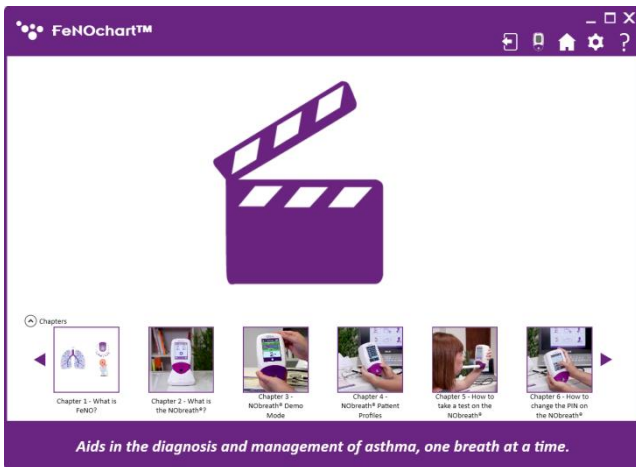 FeNOchart™
Chapters
Chapter 1 - What is
FeNO?
Chapter 2 - What is
the NObreath®?
Chapter 3 -
NObreath® Demo
Mode
Chapter 4 -
NObreath® Patient
Profiles
Chapter 5 - How to
take a test on the
NObreath®
Chapter 6 - How to
change the PIN on
the NObreath®
Aids in the diagnosis and management of asthma, one breath at a time.